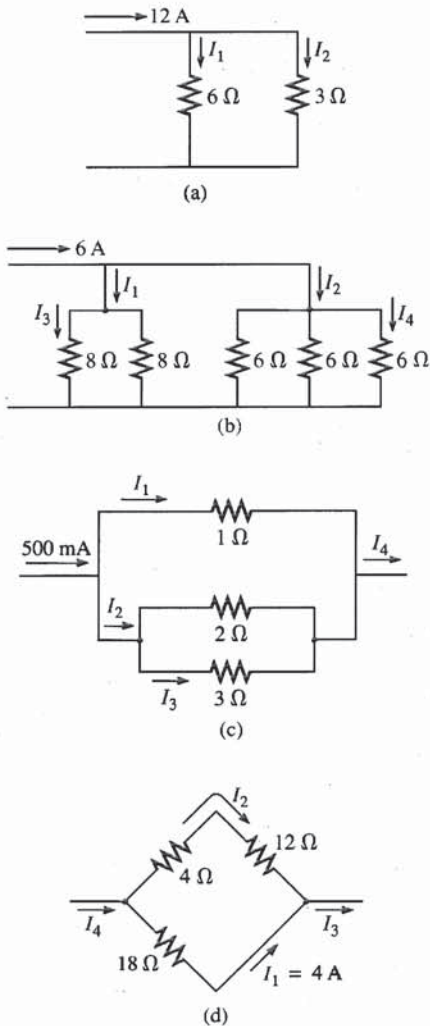 12 A
I₁ I₂
6 Ω 3 Ω
(a)
6 A
I₁ I₂
I₃ I₄
8 Ω 8 Ω 6 Ω 6 Ω 6 Ω
(b)
I₁
1 Ω
500 mA I₄
I₂
2 Ω
I₃ 3 Ω
(c)
I₂
4 Ω 12 Ω
I₄ I₃
18 Ω I₁ = 4 A
(d)